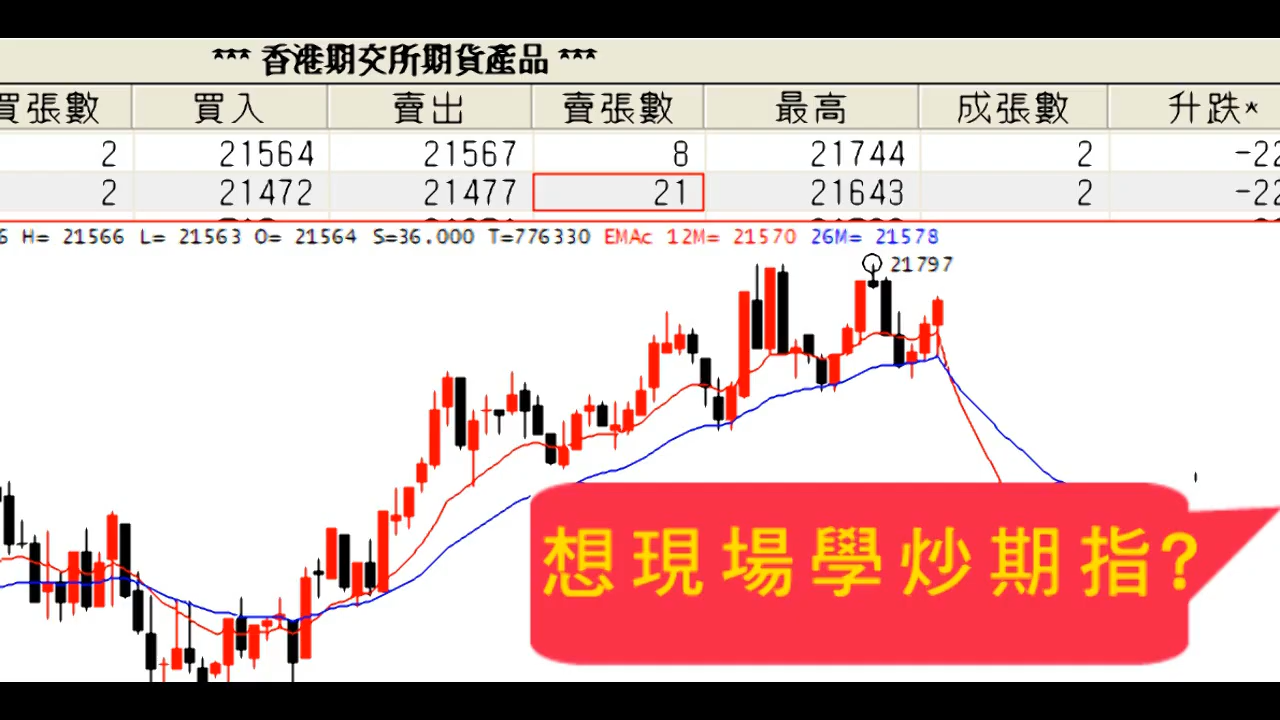 *** 香港期交所期貨產品 ***
買張數 買入 賣出 賣張數 最高 成張數 升跌*
2 21564 21567 8 21744 2 -22
2 21472 21477 21 21643 2 -22
6 H= 21566 L= 21563 O= 21564 S=36.000 T=776330 EMAc 12M= 21570 26M= 21578
21797
想現場學炒期指?